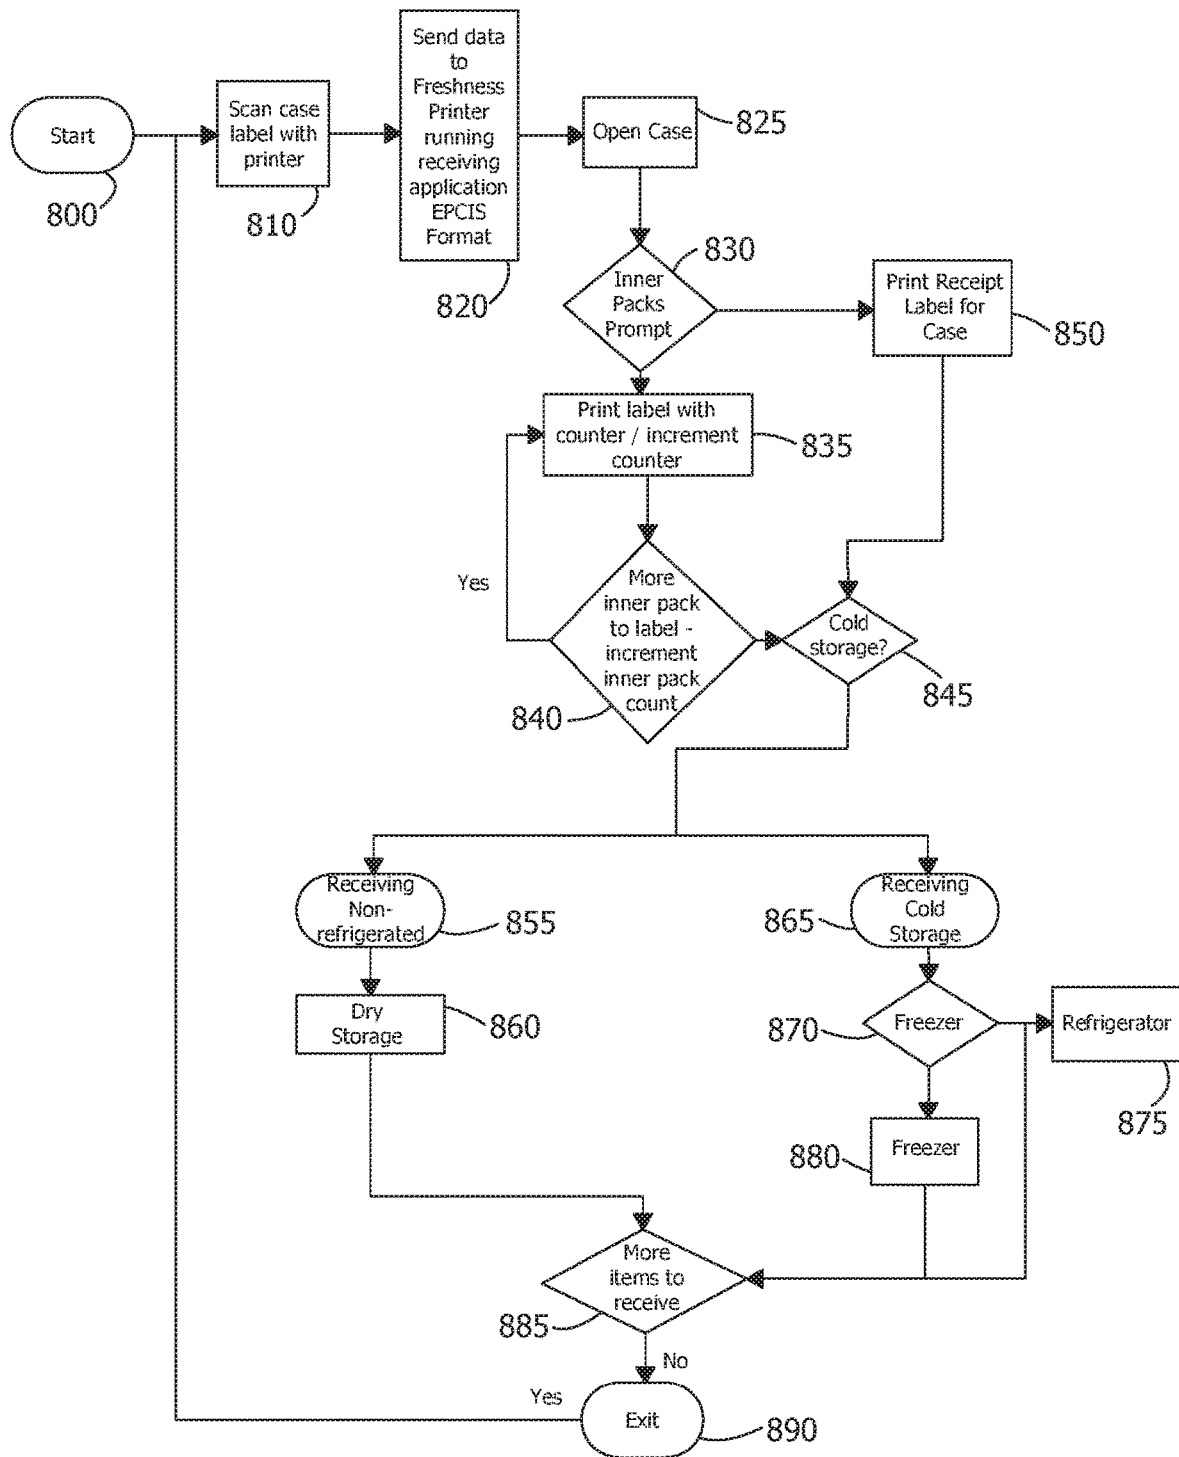 Start
800
Scan case
label with
printer
810
Send data
to
Freshness
Printer
running
receiving
application
EPCIS
Format
820
Open Case
825
Inner
Packs
Prompt
830
Print Receipt
Label for
Case
850
Print label with
counter / increment
counter
835
Yes
More
inner pack
to label -
increment
inner pack
count
840
Cold
storage?
845
Receiving
Non-
refrigerated
855
Receiving
Cold
Storage
865
Dry
Storage
860
Freezer
870
Refrigerator
875
Freezer
880
More
items to
receive
885
No
Yes
Exit
890